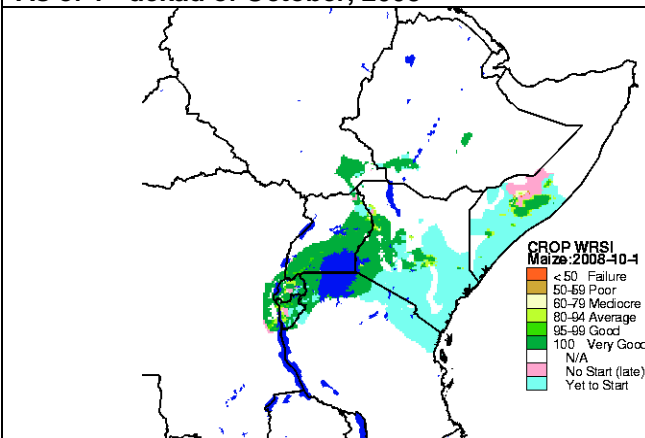 CROP WRSI
Maize:2008-10-1
<50 Failure
50-59 Poor
60-79 Mediocre
80-94 Average
95-99 Good
100 Very Good
N/A
No Start (late)
Yet to Start